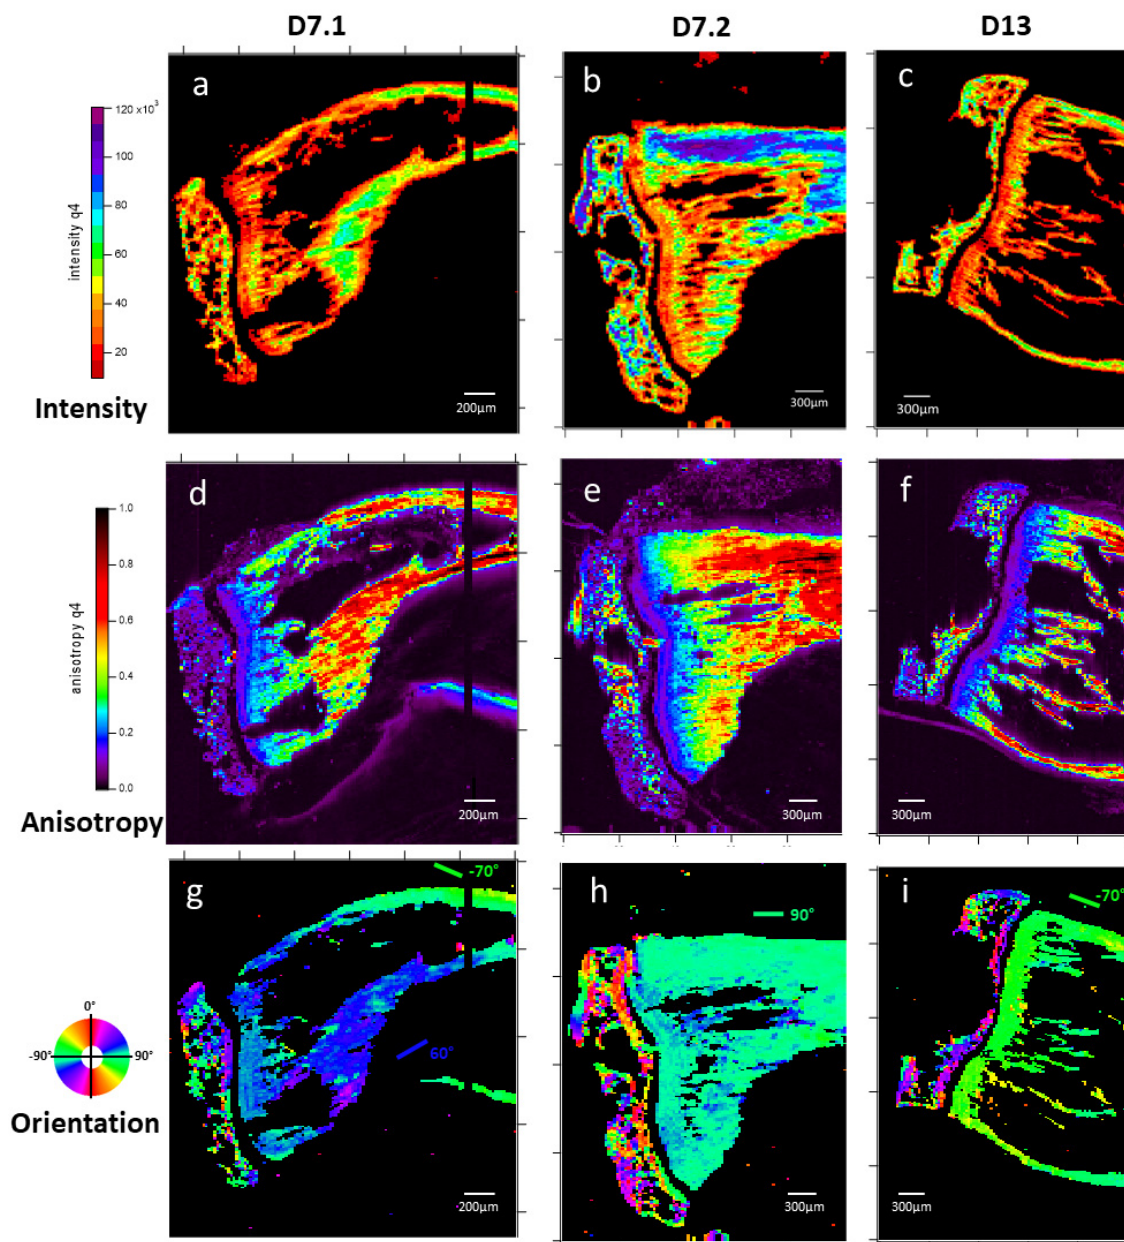 D7.1 D7.2 D13
a b c
120 x10³
100
80
60
40
20
intensity q4
Intensity
200µm 300µm 300µm
d e f
1.0
0.8
0.6
0.4
0.2
0.0
anisotropy q4
Anisotropy
200µm 300µm 300µm
g -70° h 90° i -70°
0°
-90° 90°
60°
Orientation
200µm 300µm 300µm